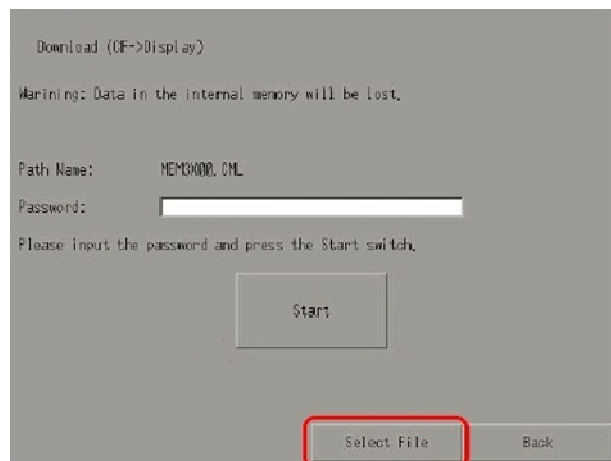 Download (CF->Display)
Warining: Data in the internal memory will be lost.
Path Name: MEM3X000.CML
Password:
Please input the password and press the Start switch.
Start
Select File
Back